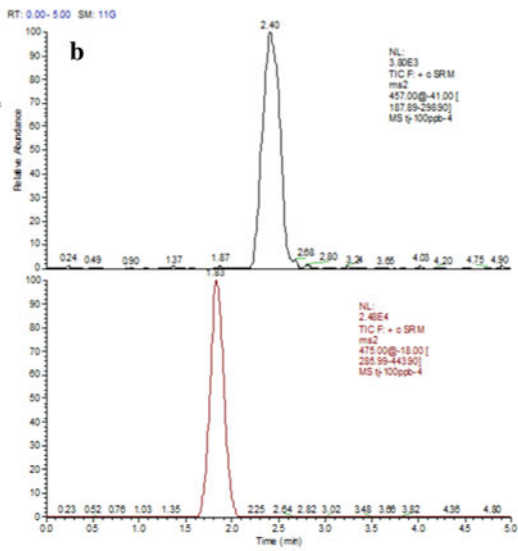 RT: 0.00 - 5.00 SM: 11G
b
2.40
100
90
80
70
60
50
40
30
20
10
0
Relative Abundance
NL:
3.80E3
TIC F: + c SRM
ms2
457.00@-41.00 [
187.89-298.90]
MS tj-100ppb-4
0.24 0.49 0.90 1.37 1.87 2.68 2.80 3.24 3.65 4.03 4.20 4.75 4.90
1.83
100
90
80
70
60
50
40
30
20
10
0
NL:
2.48E4
TIC F: + c SRM
ms2
475.00@-18.00 [
285.99-443.90]
MS tj-100ppb-4
0.23 0.52 0.76 1.03 1.35 2.25 2.64 2.82 3.02 3.48 3.66 3.82 4.36 4.80
0.0 0.5 1.0 1.5 2.0 2.5 3.0 3.5 4.0 4.5 5.0
Time (min)